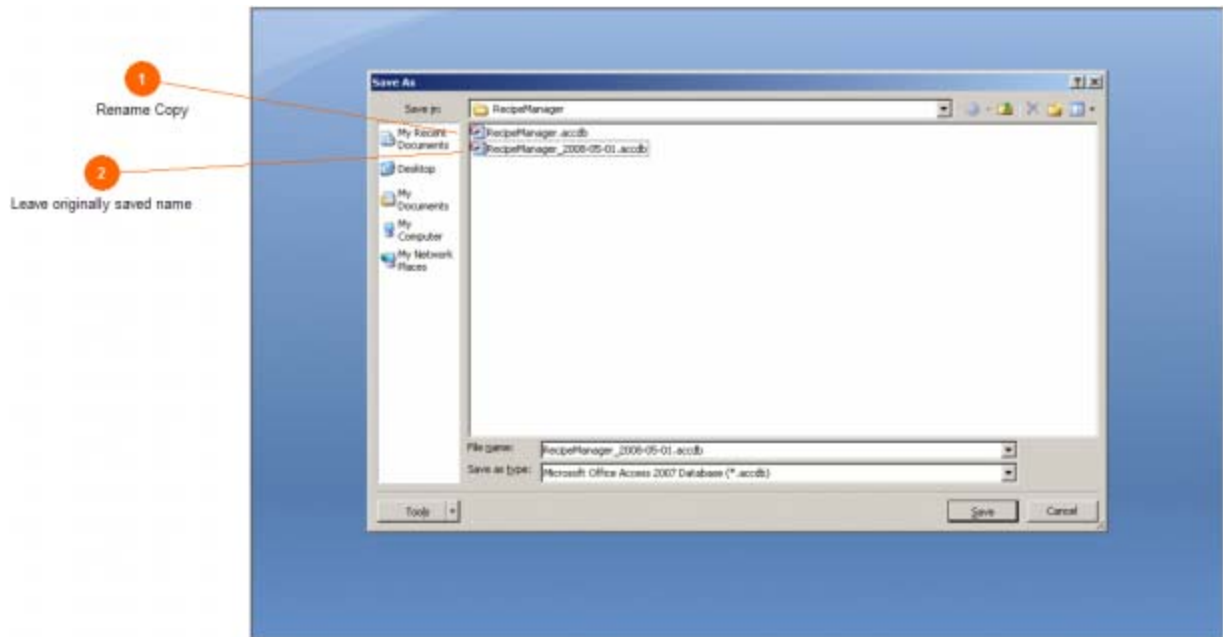 1
Rename Copy
2
Leave originally saved name
Save As
Save in:
RecipeManager
My Recent
Documents
Desktop
My
Documents
My
Computer
My Network
Places
RecipeManager.accdb
RecipeManager_2008-05-01.accdb
File name:
RecipeManager_2008-05-01.accdb
Save as type:
Microsoft Office Access 2007 Database (*.accdb)
Tools
Save
Cancel